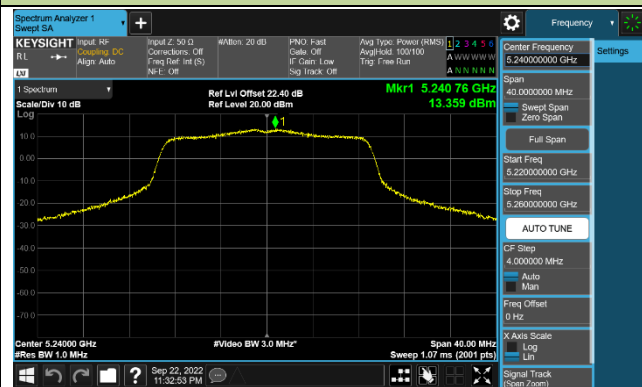 Spectrum Analyzer 1
Swept SA
Frequency
KEYSIGHT
RL
LXI
Input: RF
Coupling: DC
Align: Auto
Input Z: 50 Ω
Corrections: Off
Freq Ref: Int (S)
NFE: Off
#Atten: 20 dB
PNO: Fast
Gate: Off
IF Gain: Low
Sig Track: Off
Avg Type: Power (RMS)
Avg|Hold: 100/100
Trig: Free Run
1 2 3 4 5 6
A W W W W W
A N N N N N
1 Spectrum
Scale/Div 10 dB
Log
Ref Lvl Offset 22.40 dB
Ref Level 20.00 dBm
Mkr1 5.240 76 GHz
13.359 dBm
1
10.0
0.00
-10.0
-20.0
-30.0
-40.0
-50.0
-60.0
-70.0
Center 5.24000 GHz
#Res BW 1.0 MHz
#Video BW 3.0 MHz*
Span 40.00 MHz
Sweep 1.07 ms (2001 pts)
Sep 22, 2022
11:32:53 PM
Center Frequency
5.240000000 GHz
Settings
Span
40.0000000 MHz
Swept Span
Zero Span
Full Span
Start Freq
5.220000000 GHz
Stop Freq
5.260000000 GHz
AUTO TUNE
CF Step
4.000000 MHz
Auto
Man
Freq Offset
0 Hz
X Axis Scale
Log
Lin
Signal Track
(Span Zoom)